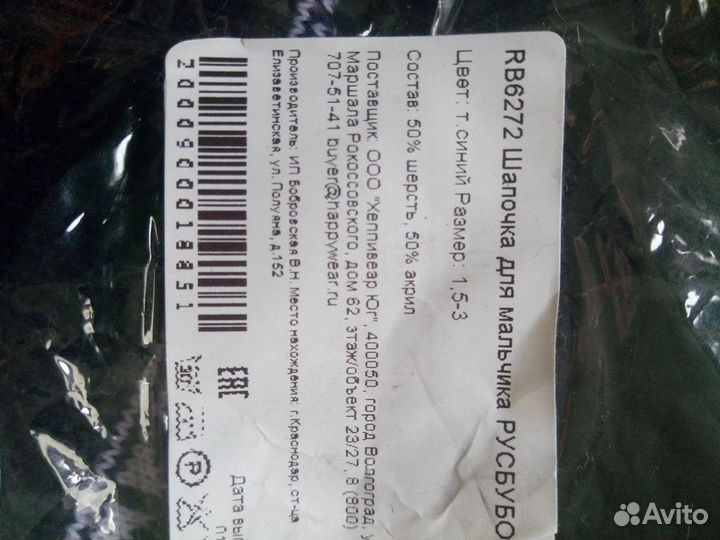 RB6272 Шапочка для мальчика РУСБУБО
Цвет: т.синий Размер: 1,5-3
Состав: 50% шерсть, 50% акрил
Поставщик: ООО "Хеппивеар Юг", 400050, город Волгоград, у
Маршала Рокоссовского, дом 62, этаж/объект 23/27, 8 (800)
707-51-41 buyer@happywear.ru
Производитель: ИП Бобровская В.Н. Место нахождения: г.Краснодар, ст-ца
Елизаветинская, ул. Полуяна, д.152
2000900018851
EAC
P
Дата вы
Avito